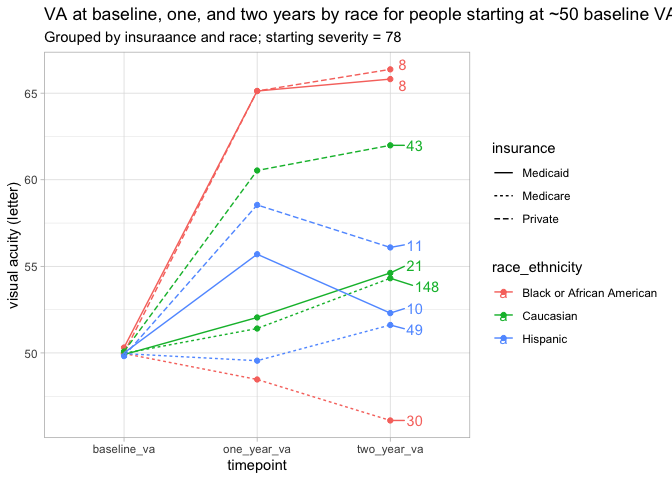 VA at baseline, one, and two years by race for people starting at ~50 baseline VA
Grouped by insuraance and race; starting severity = 78
visual acuity (letter)
65
60
55
50
8
8
43
11
21
148
10
49
30
baseline_va
one_year_va
two_year_va
timepoint
insurance
Medicaid
Medicare
Private
race_ethnicity
a Black or African American
a Caucasian
a Hispanic